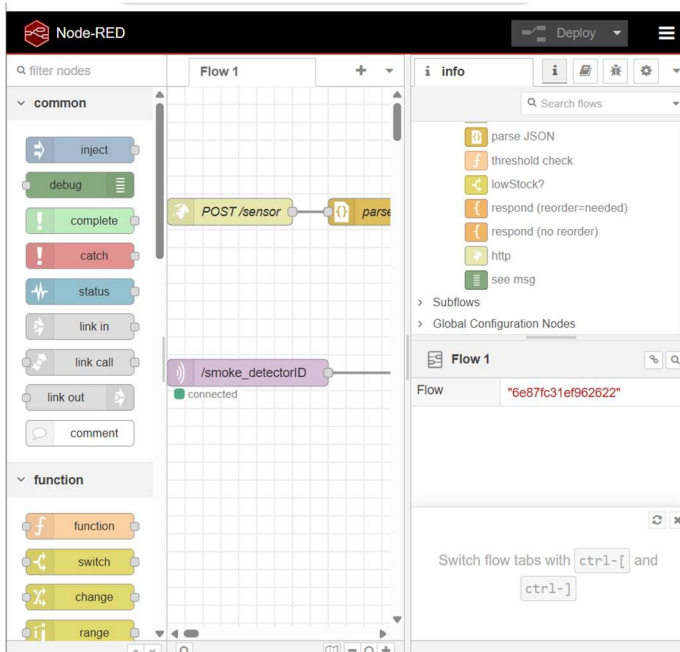 Node-RED
Deploy
filter nodes
common
inject
debug
complete
catch
status
link in
link call
link out
comment
function
function
switch
change
range
Flow 1
POST /sensor
parse
/smoke_detectorID
connected
i info
i
Search flows
parse JSON
threshold check
lowStock?
respond (reorder=needed)
respond (no reorder)
http
see msg
Subflows
Global Configuration Nodes
Flow 1
Flow "6e87fc31ef962622"
Switch flow tabs with ctrl-[ and
ctrl-]